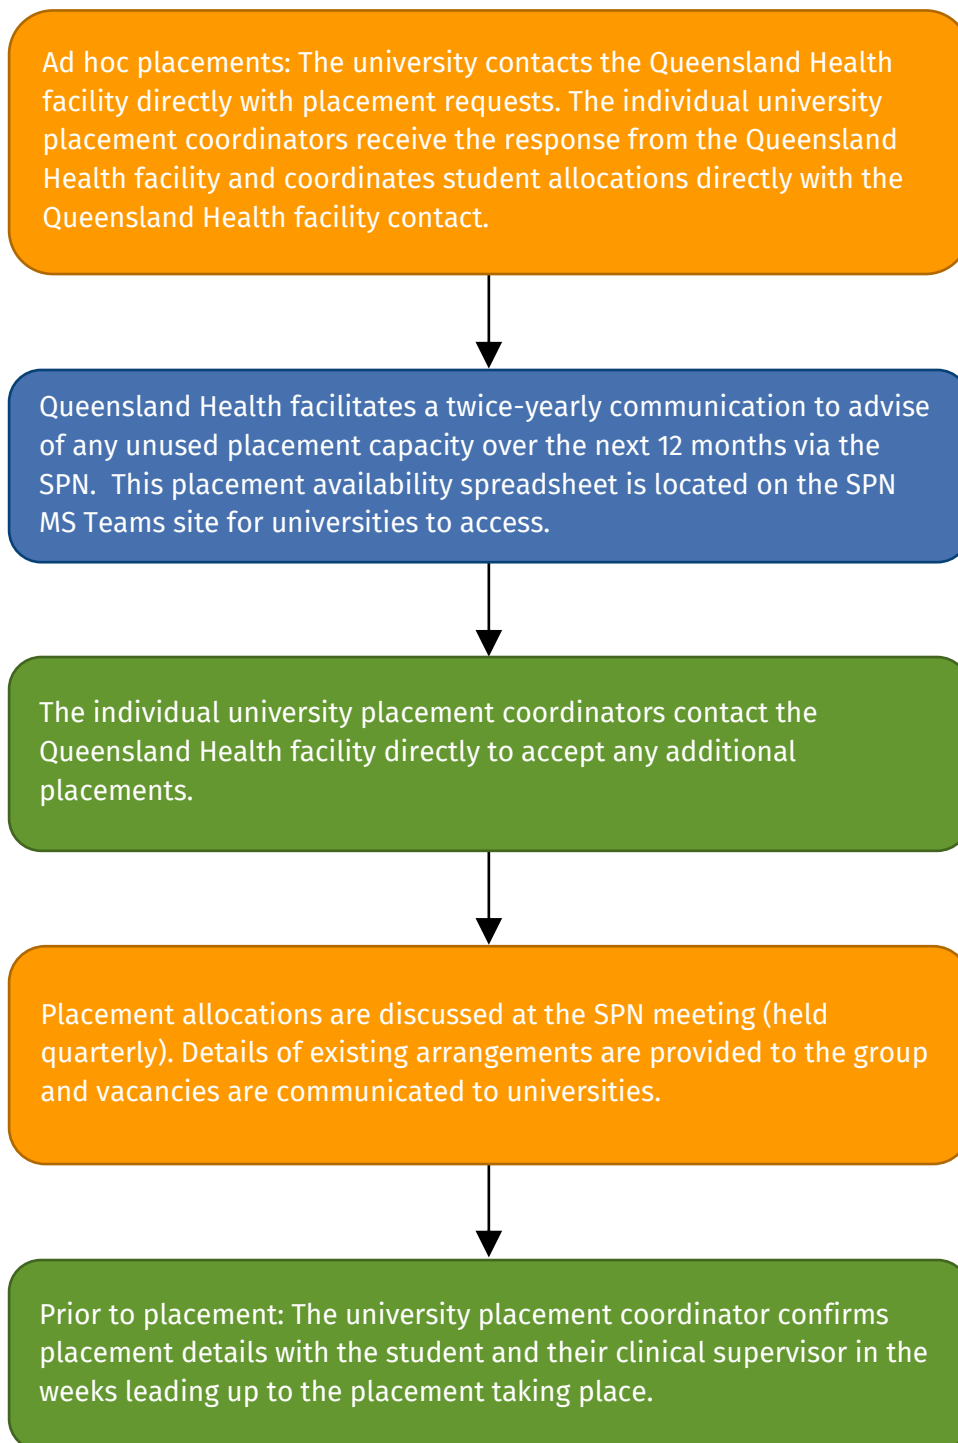 Ad hoc placements: The university contacts the Queensland Health
facility directly with placement requests. The individual university
placement coordinators receive the response from the Queensland
Health facility and coordinates student allocations directly with the
Queensland Health facility contact.
Queensland Health facilitates a twice-yearly communication to advise
of any unused placement capacity over the next 12 months via the
SPN.  This placement availability spreadsheet is located on the SPN
MS Teams site for universities to access.
The individual university placement coordinators contact the
Queensland Health facility directly to accept any additional
placements.
Placement allocations are discussed at the SPN meeting (held
quarterly). Details of existing arrangements are provided to the group
and vacancies are communicated to universities.
Prior to placement: The university placement coordinator confirms
placement details with the student and their clinical supervisor in the
weeks leading up to the placement taking place.